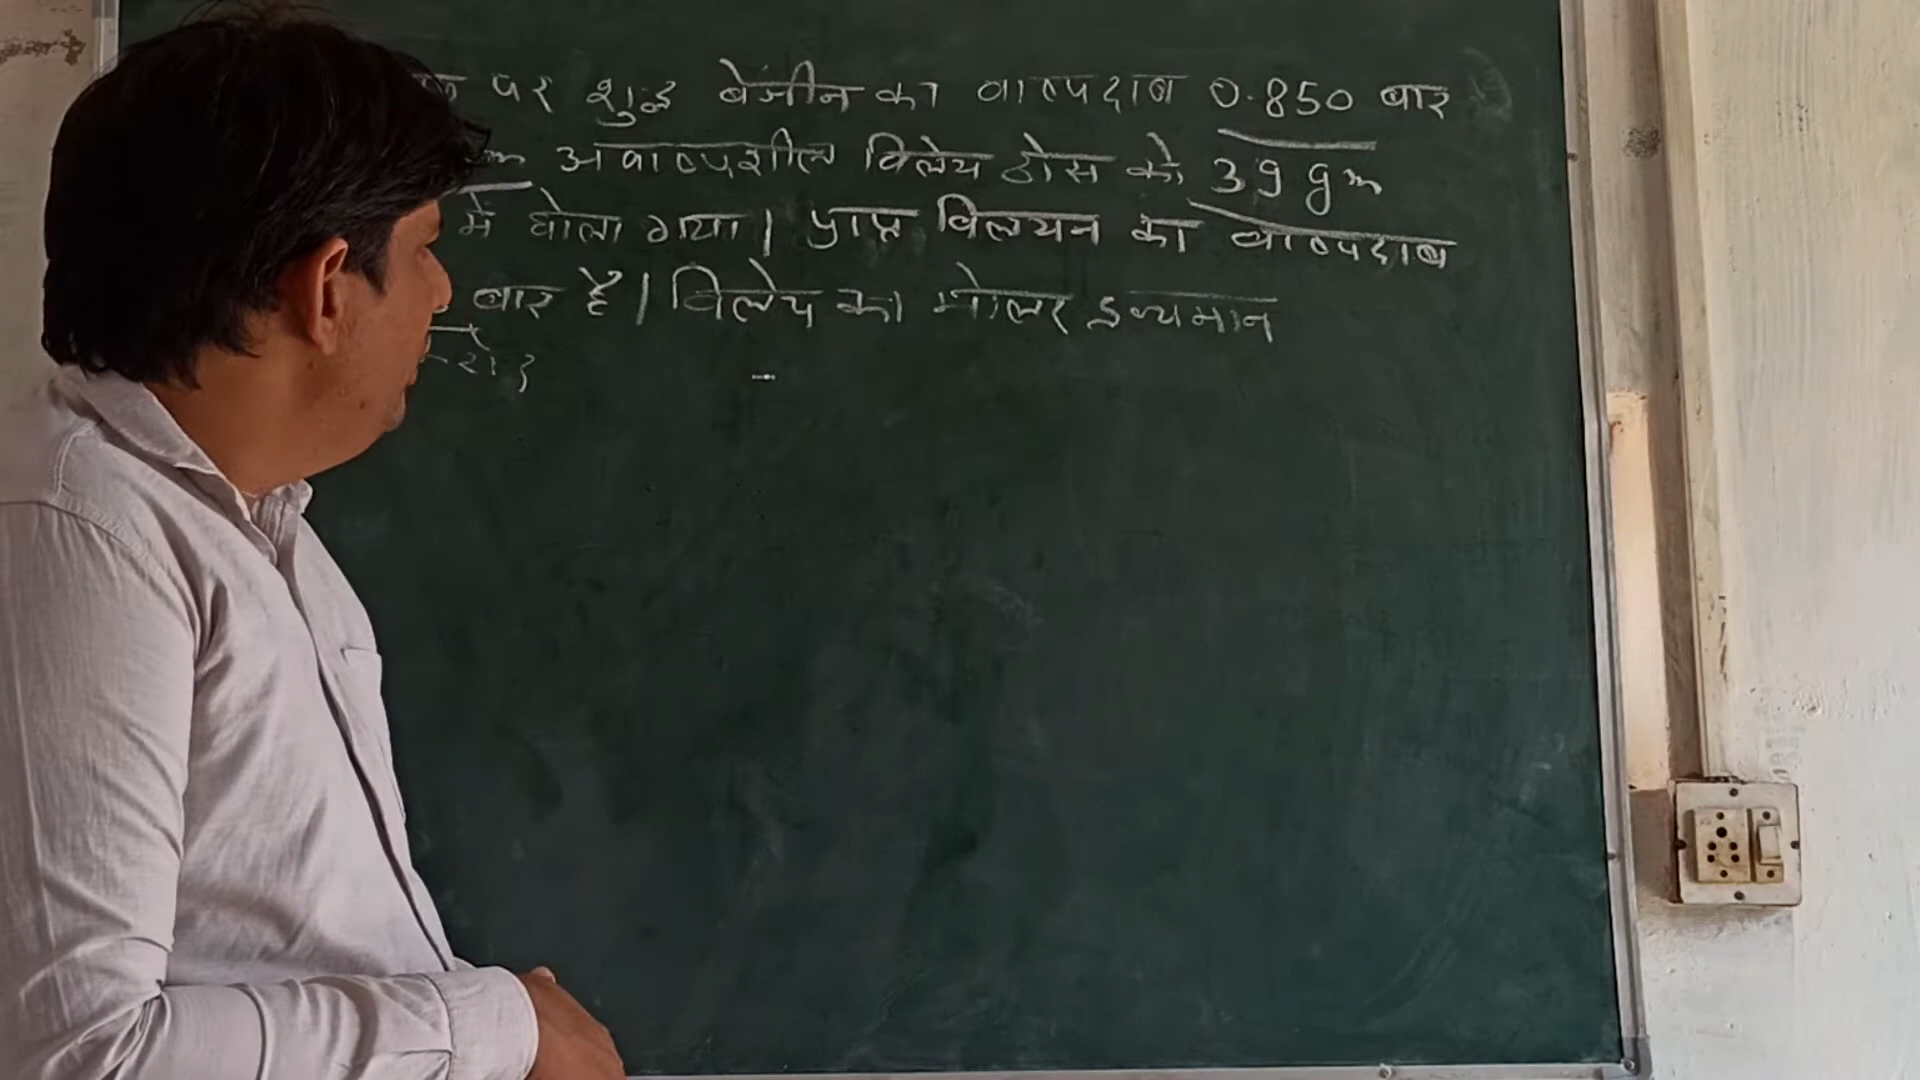 पर शुद्ध बेंजीन का वाष्पदाब 0.850 बार
अवाष्पशील विलेय ठोस को 39 gm
में घोला गया। प्राप्त विलयन का वाष्पदाब
बार है। विलेय का मोलर द्रव्यमान